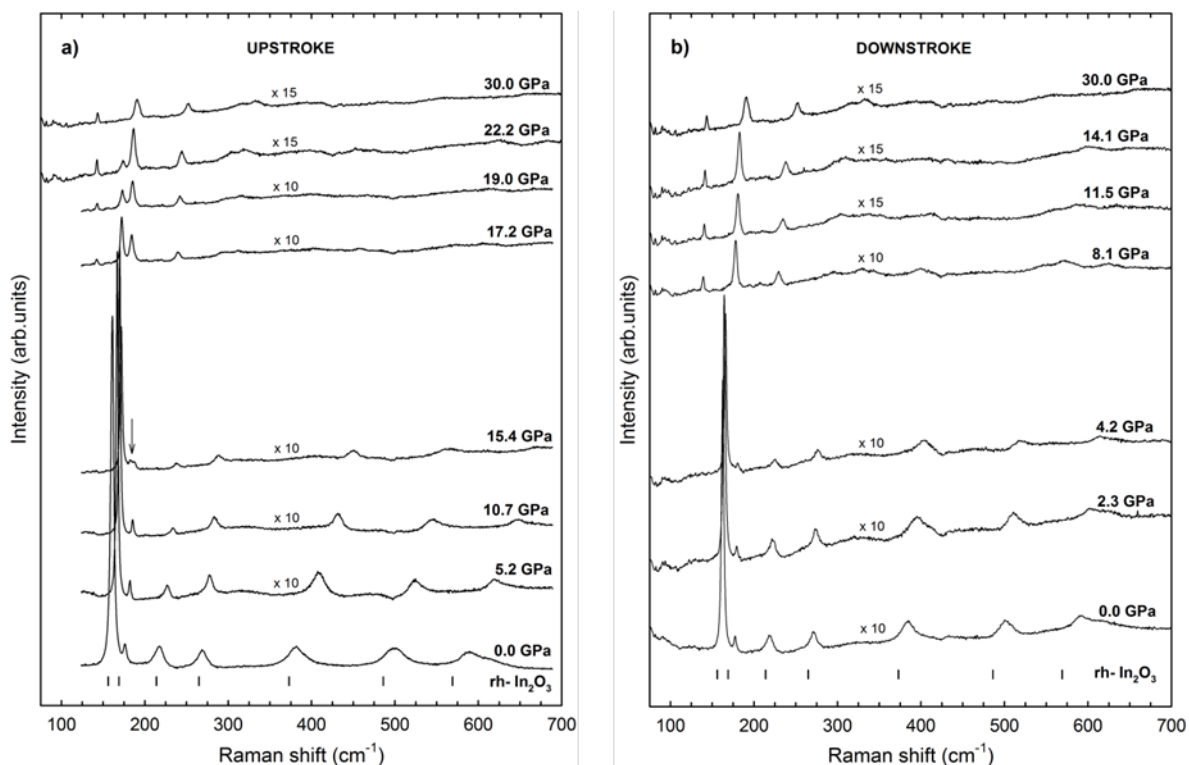 a)
UPSTROKE
30.0 GPa
x 15
22.2 GPa
x 15
19.0 GPa
x 10
17.2 GPa
x 10
15.4 GPa
x 10
10.7 GPa
x 10
5.2 GPa
x 10
0.0 GPa
rh- In₂O₃
Intensity (arb.units)
100 200 300 400 500 600 700
Raman shift (cm⁻¹)
b)
DOWNSTROKE
30.0 GPa
x 15
14.1 GPa
x 15
11.5 GPa
x 15
8.1 GPa
x 10
4.2 GPa
x 10
2.3 GPa
x 10
0.0 GPa
x 10
rh- In₂O₃
Intensity (arb.units)
100 200 300 400 500 600 700
Raman shift (cm⁻¹)